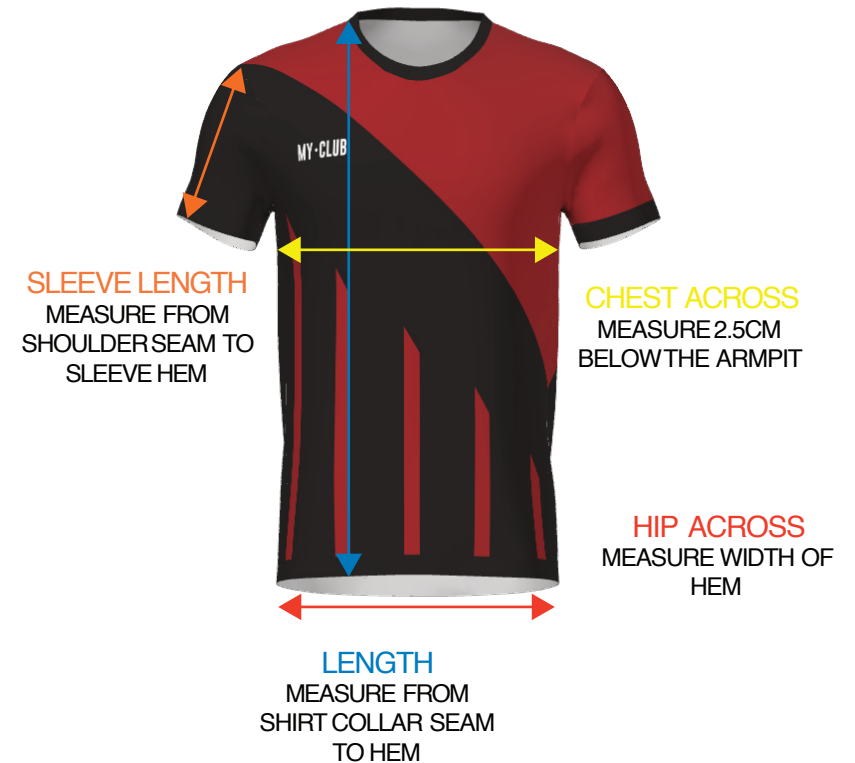 MY·CLUB
SLEEVE LENGTH
MEASURE FROM
SHOULDER SEAM TO
SLEEVE HEM
CHEST ACROSS
MEASURE 2.5CM
BELOW THE ARMPIT
HIP ACROSS
MEASURE WIDTH OF
HEM
LENGTH
MEASURE FROM
SHIRT COLLAR SEAM
TO HEM